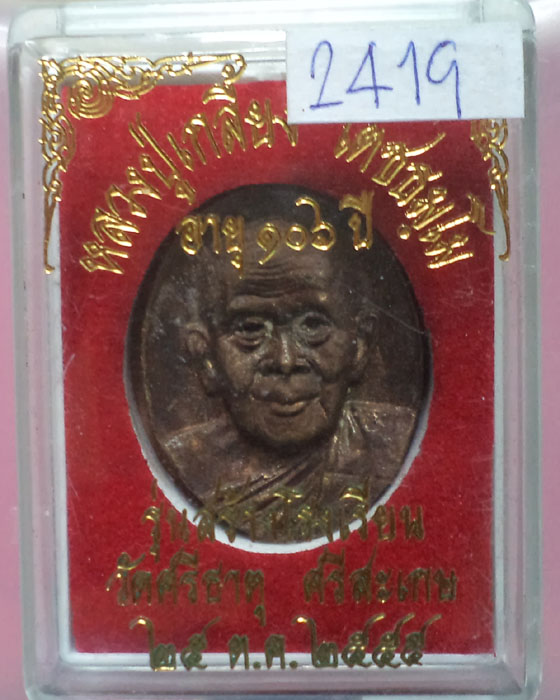 2419
หลวงปู่เกลี้ยง เตชธมฺโม
อายุ ๑๐๖ ปี
รุ่นสร้างโรงเรียน
วัดศรีธาตุ ศรีสะเกษ
๒๕ ต.ค. ๒๕๕๕